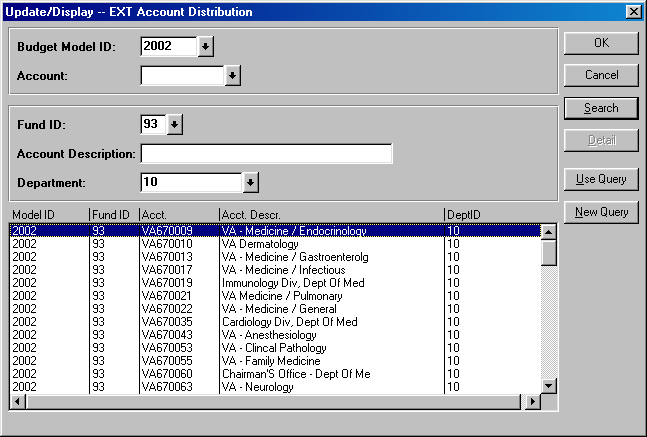 Update/Display -- EXT Account Distribution
Budget Model ID: 2002
OK
Account:
Cancel
Search
Fund ID: 93
Detail
Account Description:
Department: 10
Use Query
New Query
Model ID Fund ID Acct. Acct. Descr. DeptID
2002 93 VA670009 VA - Medicine / Endocrinology 10
2002 93 VA670010 VA Dermatology 10
2002 93 VA670013 VA - Medicine / Gastroenterolg 10
2002 93 VA670017 VA - Medicine / Infectious 10
2002 93 VA670019 Immunology Div, Dept Of Med 10
2002 93 VA670021 VA Medicine / Pulmonary 10
2002 93 VA670022 VA - Medicine / General 10
2002 93 VA670035 Cardiology Div, Dept Of Med 10
2002 93 VA670043 VA - Anesthesiology 10
2002 93 VA670053 VA - Clincal Pathology 10
2002 93 VA670055 VA - Family Medicine 10
2002 93 VA670060 Chairman'S Office - Dept Of Me 10
2002 93 VA670063 VA - Neurology 10